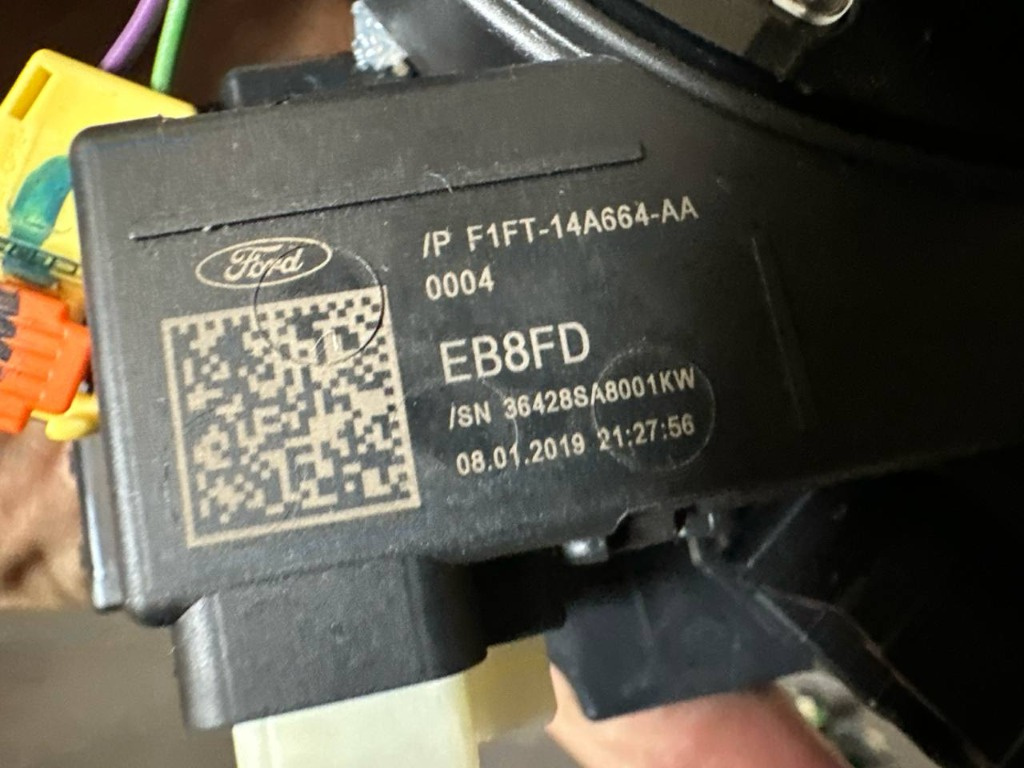 Ford
/P F1FT-14A664-AA
0004
EB8FD
/SN 36428SA8001KW
08.01.2019 21:27:56